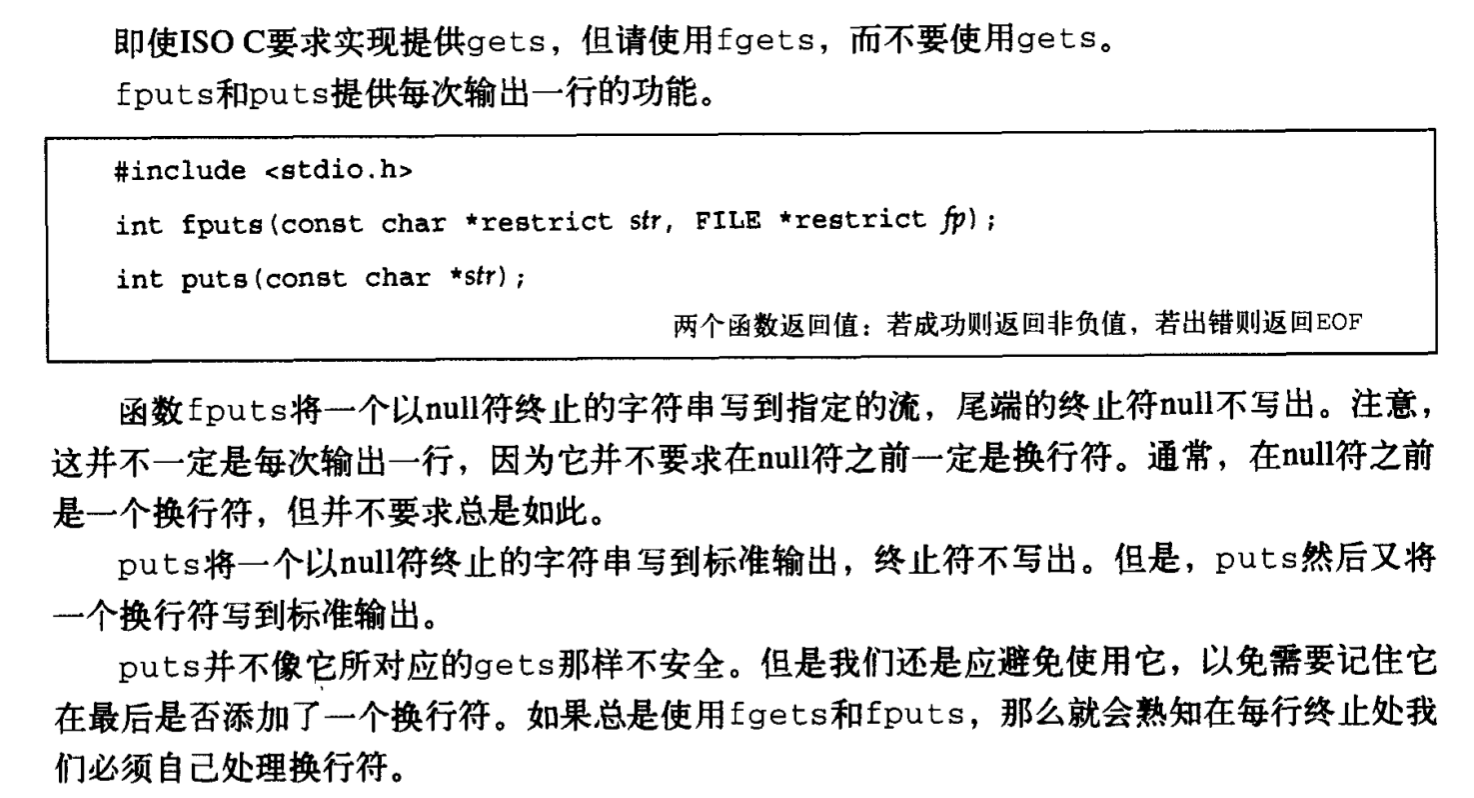 即使ISO C要求实现提供gets，但请使用fgets，而不要使用gets。
fputs和puts提供每次输出一行的功能。
#include <stdio.h>
int fputs(const char *restrict str, FILE *restrict fp);
int puts(const char *str);
两个函数返回值：若成功则返回非负值，若出错则返回EOF
函数fputs将一个以null符终止的字符串写到指定的流，尾端的终止符null不写出。注意，
这并不一定是每次输出一行，因为它并不要求在null符之前一定是换行符。通常，在null符之前
是一个换行符，但并不要求总是如此。
puts将一个以null符终止的字符串写到标准输出，终止符不写出。但是，puts然后又将
一个换行符写到标准输出。
puts并不像它所对应的gets那样不安全。但是我们还是应避免使用它，以免需要记住它
在最后是否添加了一个换行符。如果总是使用fgets和fputs，那么就会熟知在每行终止处我
们必须自己处理换行符。